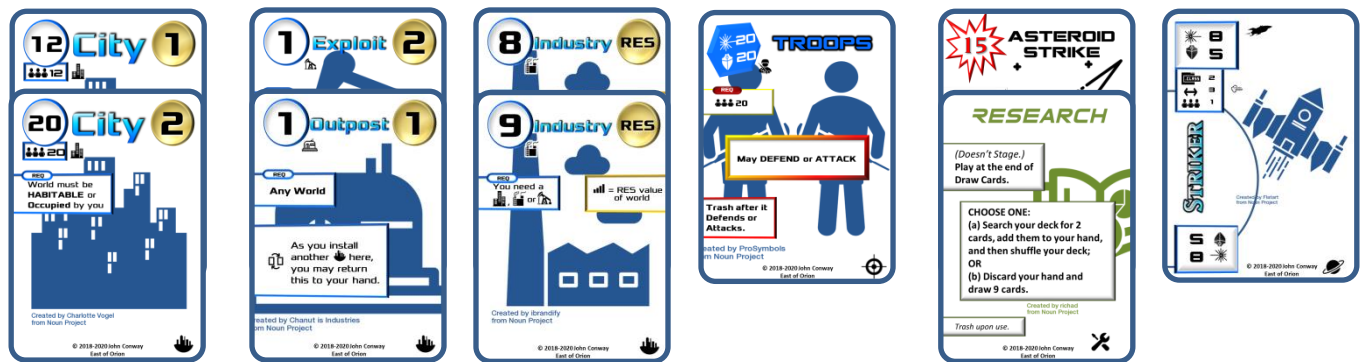 12 City 1
12
20 City 2
20
REQ
World must be
HABITABLE or
Occupied by you
Created by Charlotte Vogel
from Noun Project
© 2018-2020 John Conway
East of Orion
1 Exploit 2
1 Outpost 1
REQ
Any World
As you install
another here,
you may return
this to your hand.
Created by Chanut is Industries
from Noun Project
© 2018-2020 John Conway
East of Orion
8 Industry RES
9 Industry RES
REQ
You need a
, or
= RES value
of world
Created by ibrandify
from Noun Project
© 2018-2020 John Conway
East of Orion
20
20
TROOPS
REQ
20
May DEFEND or ATTACK
Trash after it
Defends or
Attacks.
Created by ProSymbols
from Noun Project
© 2018-2020 John Conway
East of Orion
15 ASTEROID
STRIKE
RESEARCH
(Doesn't Stage.)
Play at the end of
Draw Cards.
CHOOSE ONE:
(a) Search your deck for 2
cards, add them to your hand,
and then shuffle your deck;
OR
(b) Discard your hand and
draw 9 cards.
Created by richad
from Noun Project
Trash upon use.
© 2018-2020 John Conway
East of Orion
8
5
CLASS 2
3
1
STRIKER
Created by Flatart
from Noun Project
5
8
© 2018-2020 John Conway
East of Orion